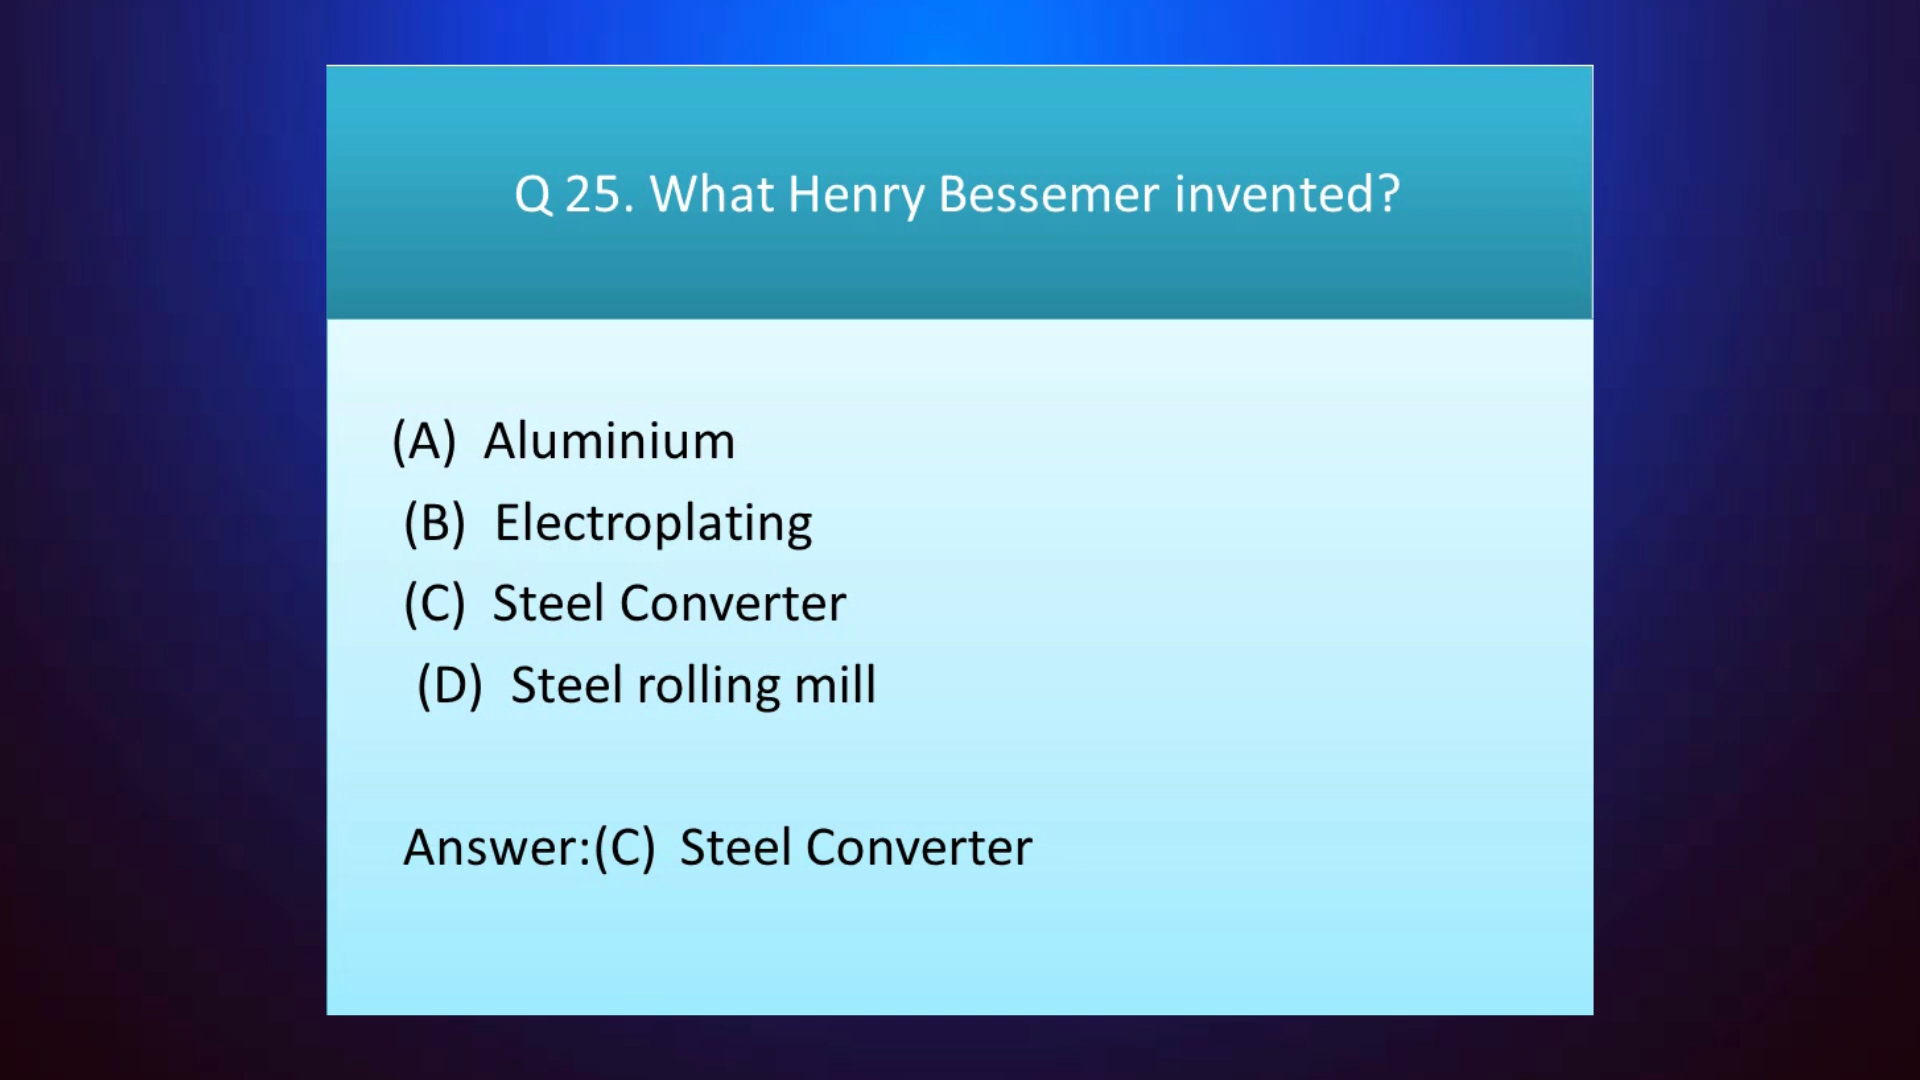 Q 25. What Henry Bessemer invented?
(A) Aluminium
(B) Electroplating
(C) Steel Converter
(D) Steel rolling mill
Answer:(C) Steel Converter